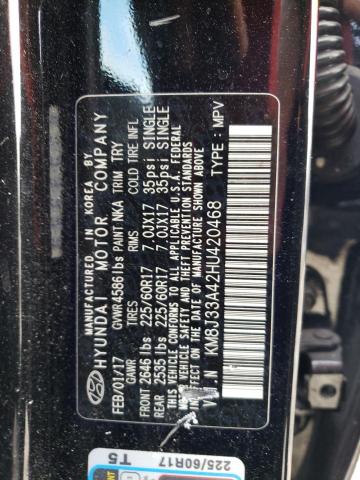 MANUFACTURED IN KOREA BY
HYUNDAI MOTOR COMPANY
FEB/01/17 GVWR 4586 lbs PAINT NKA TRIM TRY
GAWR TIRES RIMS COLD TIRE INFL
FRONT 2646 lbs 225/60R17 7.0JX17 35psi SINGLE
REAR 2535 lbs 225/60R17 7.0JX17 35psi SINGLE
THIS VEHICLE CONFORMS TO ALL APPLICABLE U.S.A. FEDERAL
MOTOR VEHICLE SAFETY AND THEFT PREVENTION STANDARDS
IN EFFECT ON THE DATE OF MANUFACTURE SHOWN ABOVE
V.I.N KM8J33A42HU420468 TYPE: MPV
T5
225/60R17